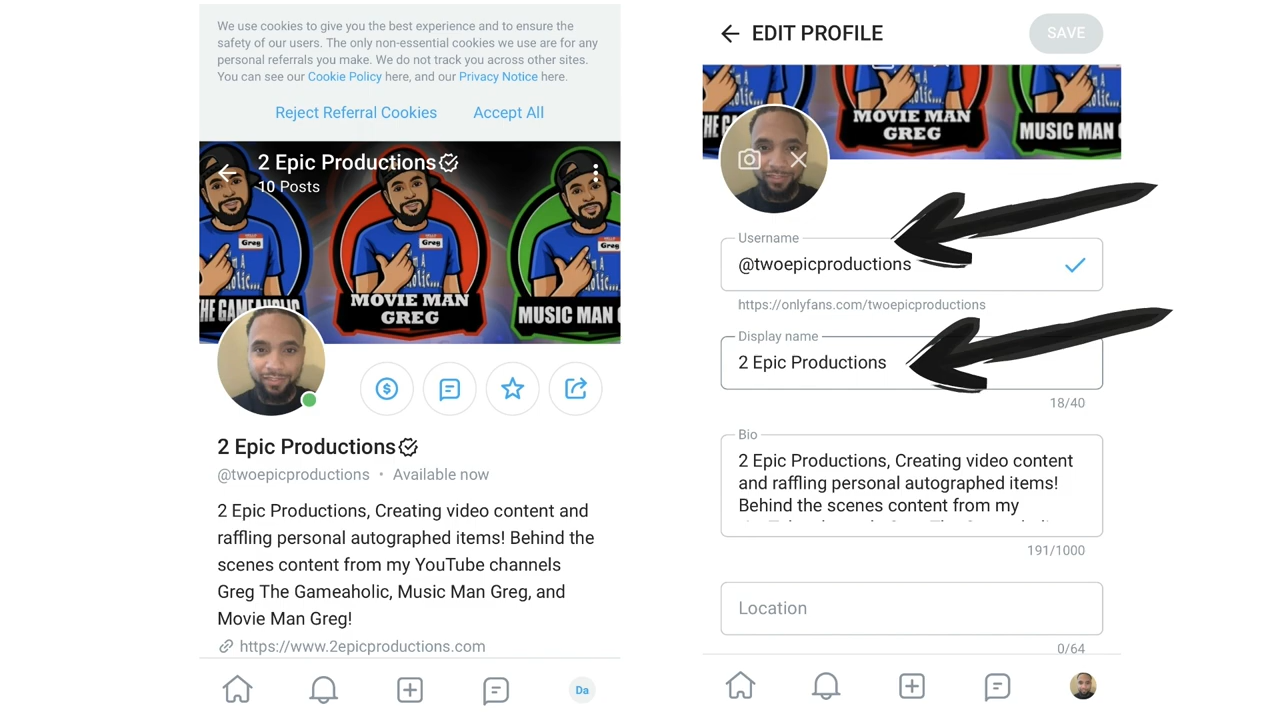 We use cookies to give you the best experience and to ensure the
safety of our users. The only non-essential cookies we use are for any
personal referrals you make. We do not track you across other sites.
You can see our Cookie Policy here, and our Privacy Notice here.
Reject Referral Cookies Accept All
2 Epic Productions
10 Posts
Greg
Greg
Greg
THE GAMEAHOLIC
MOVIE MAN
GREG
MUSIC MAN
2 Epic Productions
@twoepicproductions • Available now
2 Epic Productions, Creating video content and
raffling personal autographed items! Behind the
scenes content from my YouTube channels
Greg The Gameaholic, Music Man Greg, and
Movie Man Greg!
https://www.2epicproductions.com
Da
EDIT PROFILE
SAVE
MOVIE MAN
GREG
MUSIC MAN
Username
@twoepicproductions
https://onlyfans.com/twoepicproductions
Display name
2 Epic Productions
18/40
Bio
2 Epic Productions, Creating video content
and raffling personal autographed items!
Behind the scenes content from my
191/1000
Location
0/64